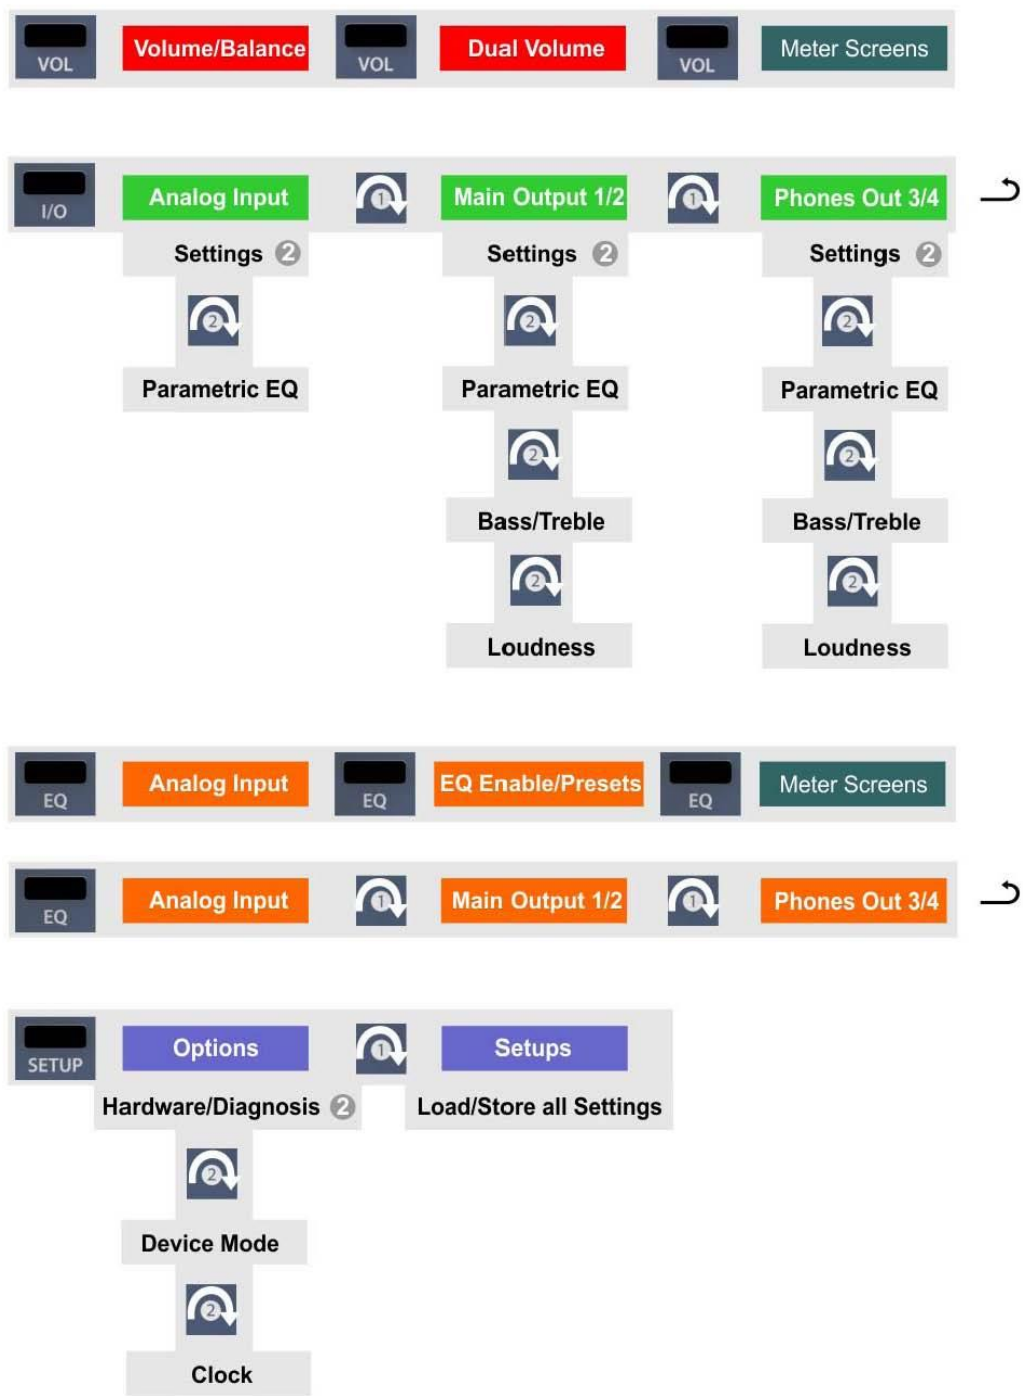 VOL Volume/Balance VOL Dual Volume VOL Meter Screens
I/O Analog Input 1 Main Output 1/2 1 Phones Out 3/4
Settings 2 Settings 2 Settings 2
2 2 2
Parametric EQ Parametric EQ Parametric EQ
2 2
Bass/Treble Bass/Treble
2 2
Loudness Loudness
EQ Analog Input EQ EQ Enable/Presets EQ Meter Screens
EQ Analog Input 1 Main Output 1/2 1 Phones Out 3/4
SETUP Options 1 Setups
Hardware/Diagnosis 2 Load/Store all Settings
2
Device Mode
2
Clock